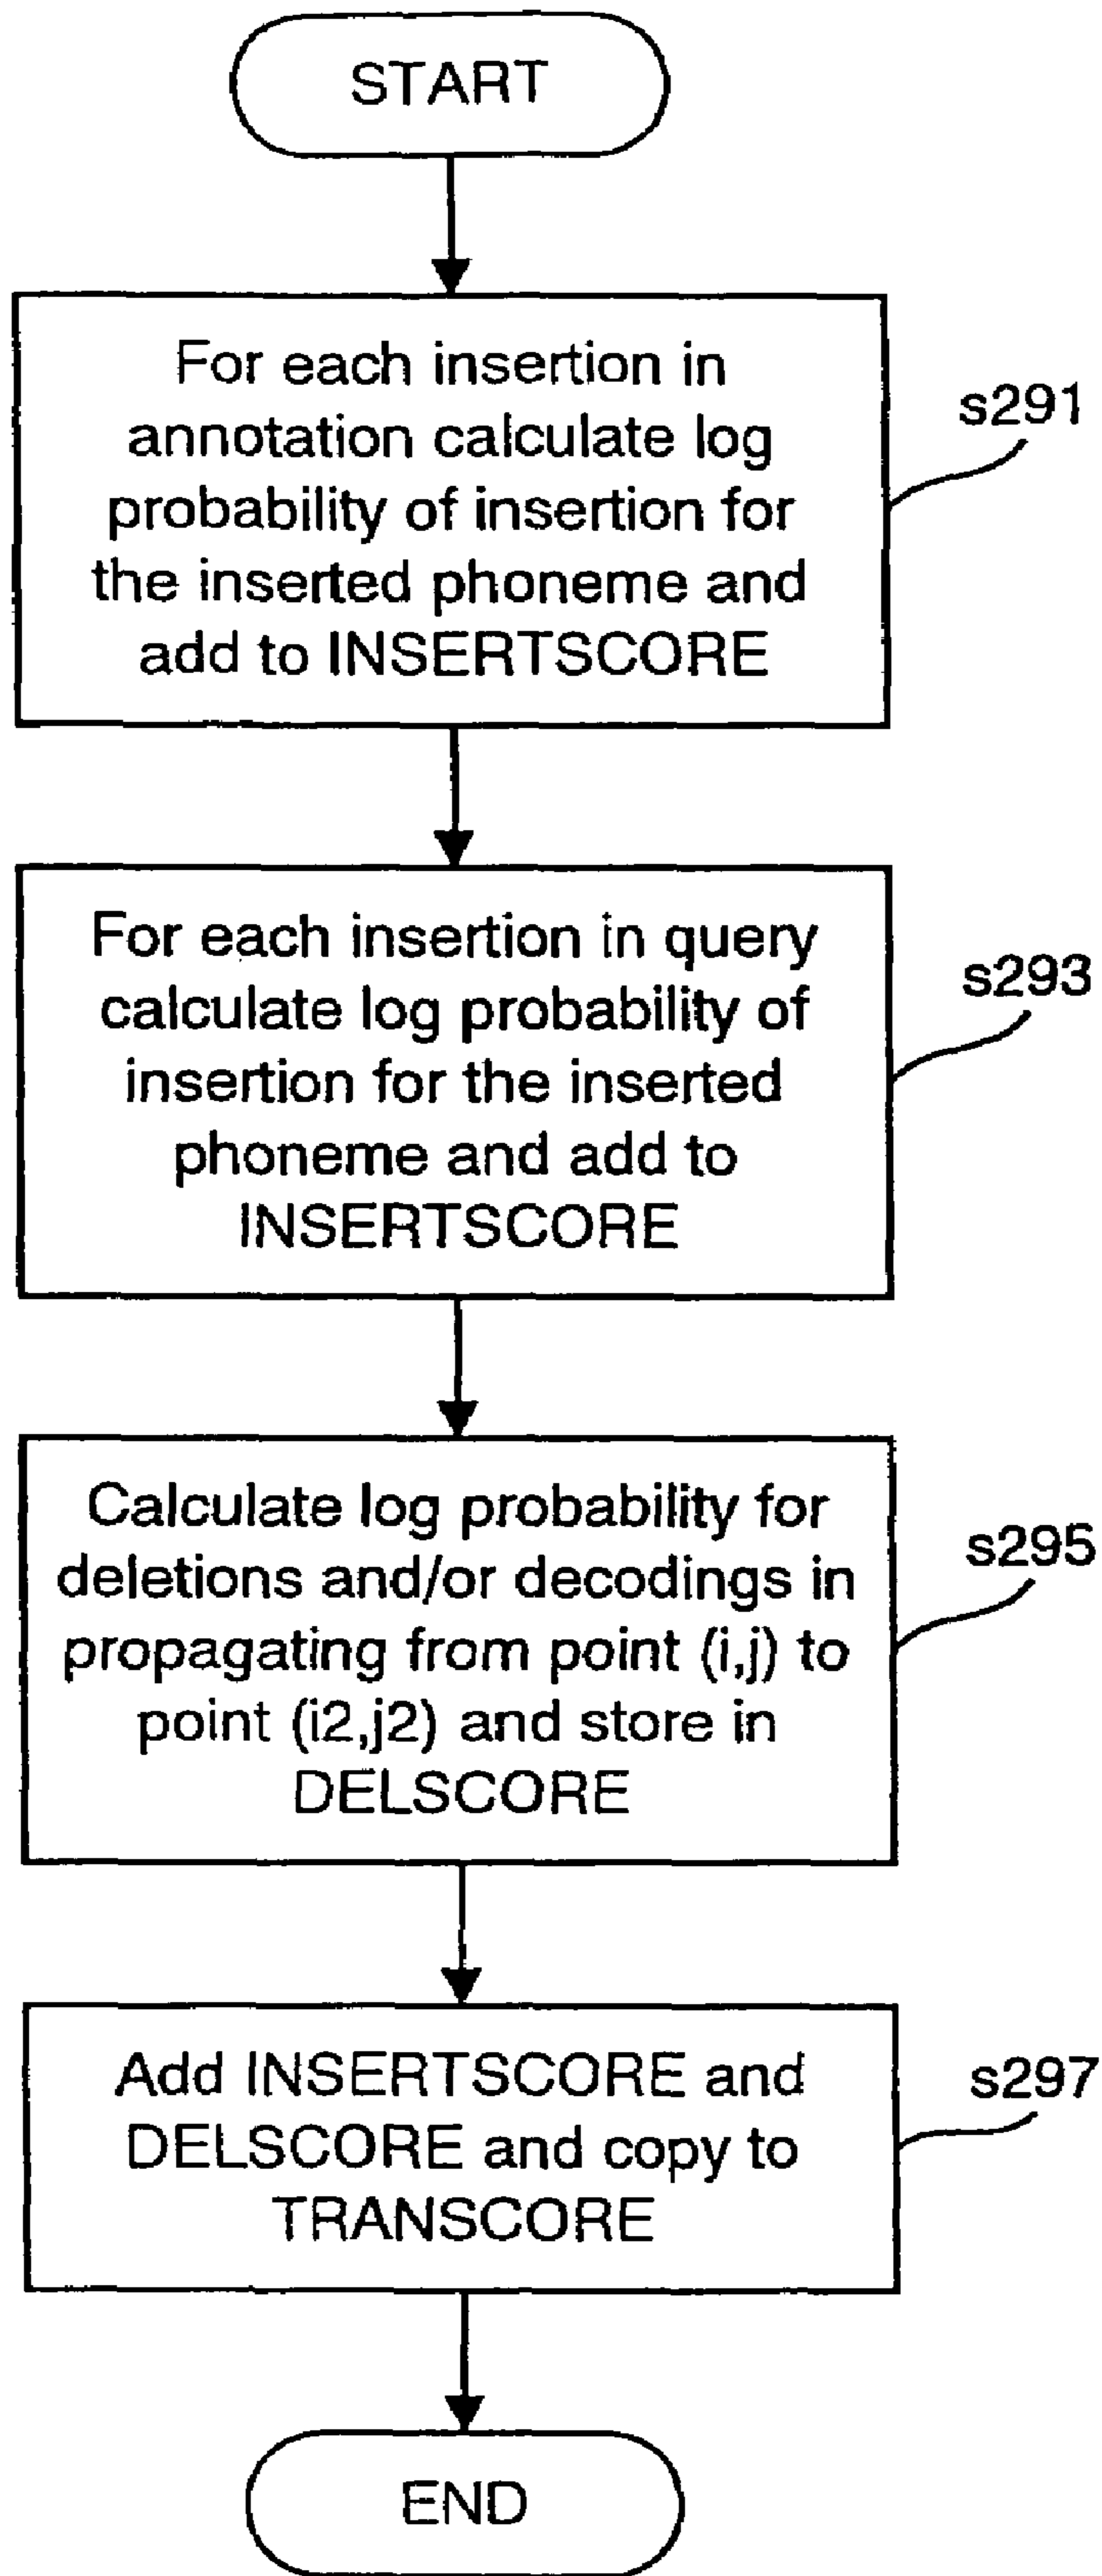 START
For each insertion in
annotation calculate log
probability of insertion for
the inserted phoneme and
add to INSERTSCORE
s291
For each insertion in query
calculate log probability of
insertion for the inserted
phoneme and add to
INSERTSCORE
s293
Calculate log probability for
deletions and/or decodings in
propagating from point (i,j) to
point (i2,j2) and store in
DELSCORE
s295
Add INSERTSCORE and
DELSCORE and copy to
TRANSCORE
s297
END